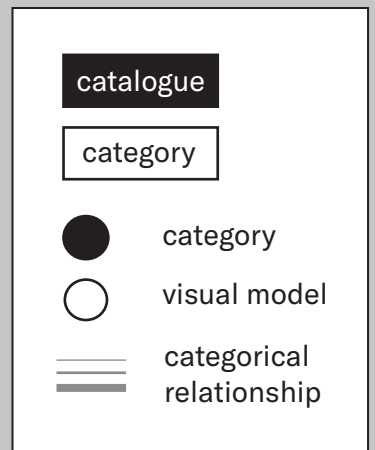 catalogue
category
category
visual model
categorical
relationship